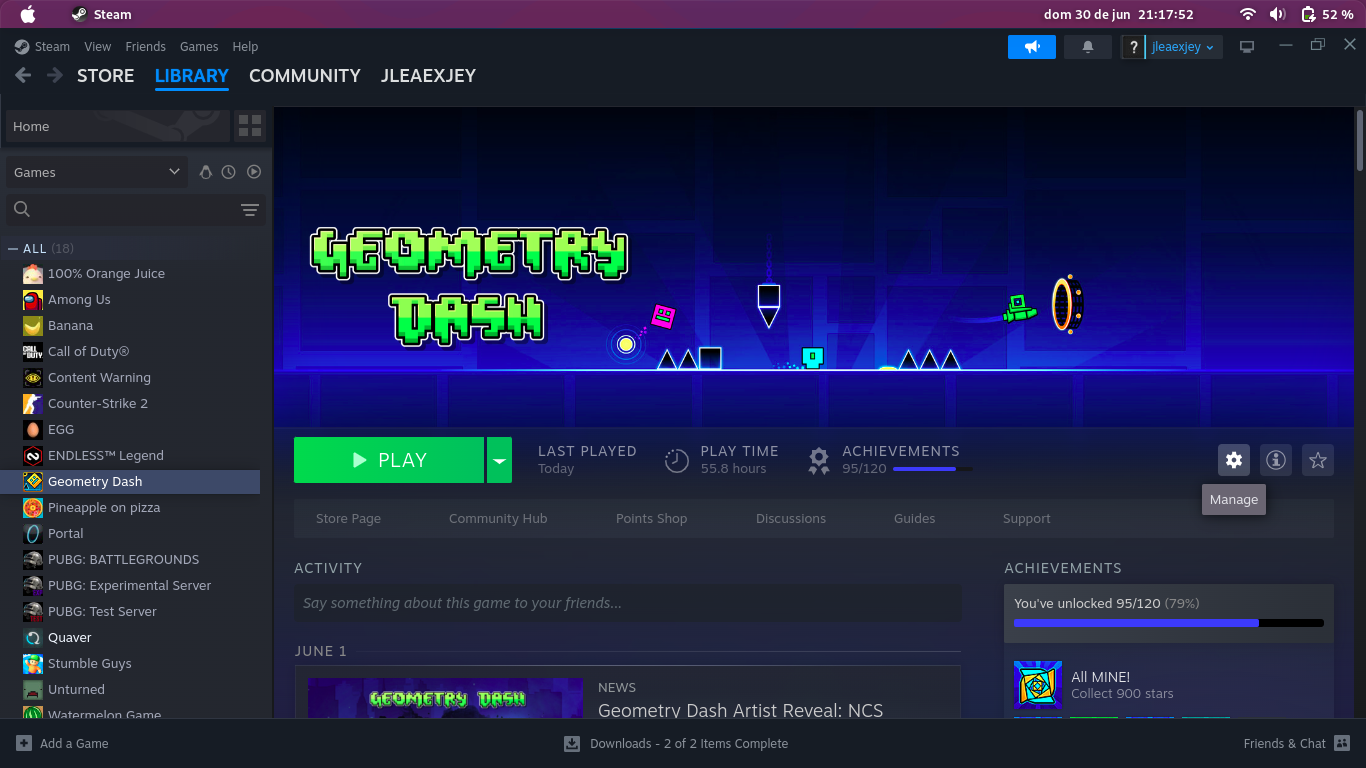 Steam
dom 30 de jun 21:17:52
52 %
Steam View Friends Games Help
? Jleaexjey
STORE LIBRARY COMMUNITY JLEAEXJEY
Home
Games
ALL (18)
100% Orange Juice
Among Us
Banana
CALL OF DUTY
Call of Duty®
Content Warning
Counter-Strike 2
EGG
ENDLESS™ Legend
Geometry Dash
Pineapple on pizza
Portal
PUBG: BATTLEGROUNDS
PUBG: Experimental Server
PUBG: Test Server
Quaver
Stumble Guys
Unturned
Watermelon Game
GEOMETRY
DASH
PLAY
LAST PLAYED
Today
PLAY TIME
55.8 hours
ACHIEVEMENTS
95/120
Manage
Store Page Community Hub Points Shop Discussions Guides Support
ACTIVITY
Say something about this game to your friends...
JUNE 1
GEOMETRY DASH
NEWS
Geometry Dash Artist Reveal: NCS
ACHIEVEMENTS
You've unlocked 95/120 (79%)
All MINE!
Collect 900 stars
Add a Game
Downloads - 2 of 2 Items Complete
Friends & Chat